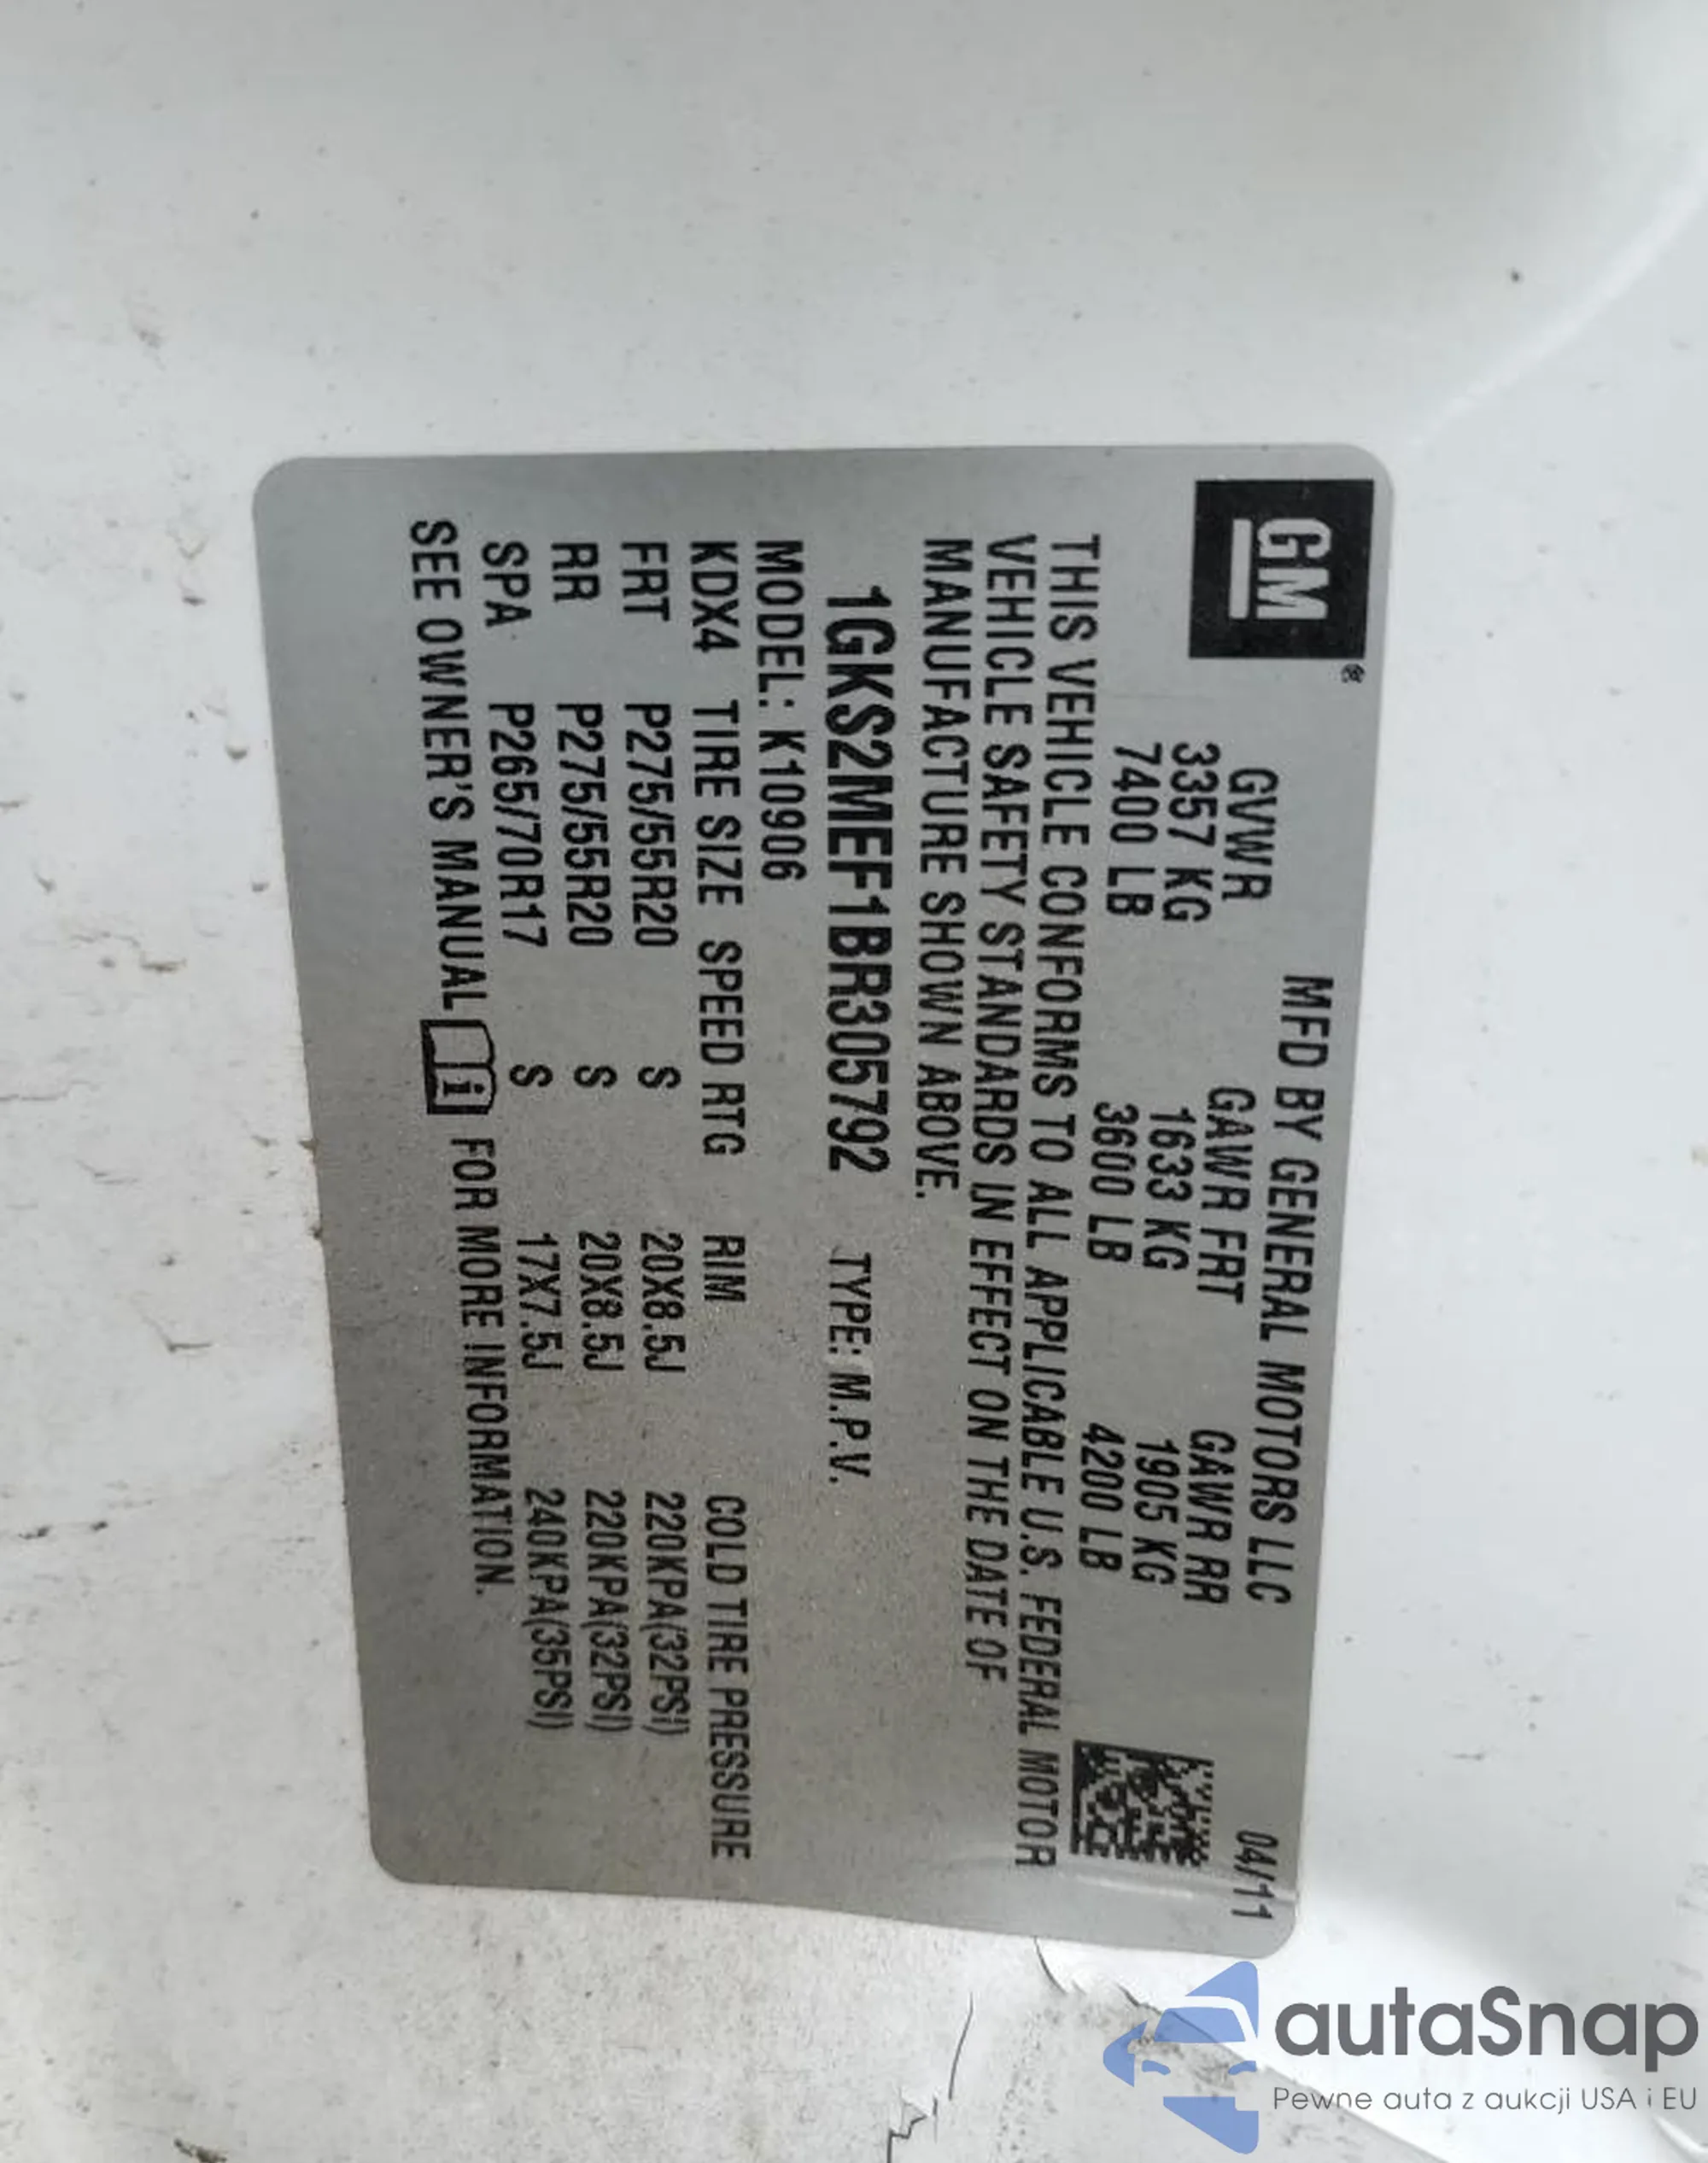 GM®
MFD BY GENERAL MOTORS LLC 04/11
GVWR GAWR FRT GAWR RR
3357 KG 1633 KG 1905 KG
7400 LB 3600 LB 4200 LB
THIS VEHICLE CONFORMS TO ALL APPLICABLE U.S. FEDERAL MOTOR
VEHICLE SAFETY STANDARDS IN EFFECT ON THE DATE OF
MANUFACTURE SHOWN ABOVE.
1GKS2MEF1BR305792 TYPE: M.P.V.
MODEL: K10906
KDX4 TIRE SIZE SPEED RTG RIM COLD TIRE PRESSURE
FRT P275/55R20 S 20X8.5J 220KPA(32PSI)
RR P275/55R20 S 20X8.5J 220KPA(32PSI)
SPA P265/70R17 S 17X7.5J 240KPA(35PSI)
SEE OWNER'S MANUAL i FOR MORE INFORMATION.
autaSnap
Pewne auta z aukcji USA i EU